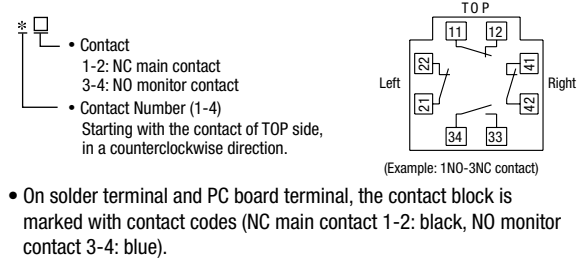 * □
• Contact
1-2: NC main contact
3-4: NO monitor contact
• Contact Number (1-4)
Starting with the contact of TOP side,
in a counterclockwise direction.
TOP
11 12
22 41
Left Right
21 42
34 33
(Example: 1NO-3NC contact)
• On solder terminal and PC board terminal, the contact block is
marked with contact codes (NC main contact 1-2: black, NO monitor
contact 3-4: blue).